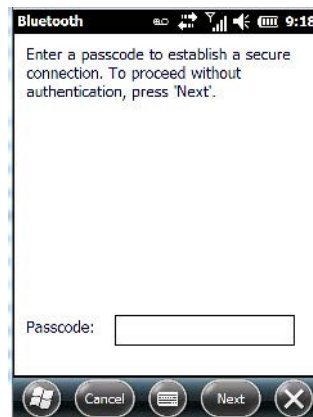 Bluetooth 9:18
Enter a passcode to establish a secure
connection. To proceed without
authentication, press 'Next'.
Passcode:
Cancel Next